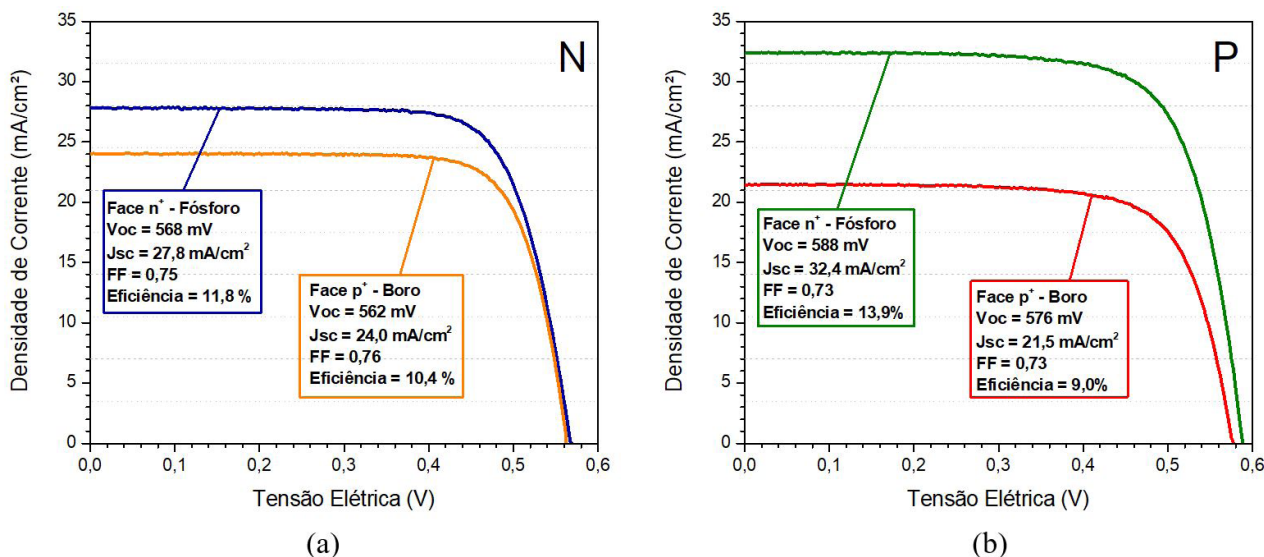 N
35
30
25
20
15
10
5
0
Densidade de Corrente (mA/cm²)
Face n⁺ - Fósforo
Voc = 568 mV
Jsc = 27,8 mA/cm²
FF = 0,75
Eficiência = 11,8 %
Face p⁺ - Boro
Voc = 562 mV
Jsc = 24,0 mA/cm²
FF = 0,76
Eficiência = 10,4 %
0,0 0,1 0,2 0,3 0,4 0,5 0,6
Tensão Elétrica (V)
(a)
P
35
30
25
20
15
10
5
0
Densidade de Corrente (mA/cm²)
Face n⁺ - Fósforo
Voc = 588 mV
Jsc = 32,4 mA/cm²
FF = 0,73
Eficiência = 13,9%
Face p⁺ - Boro
Voc = 576 mV
Jsc = 21,5 mA/cm²
FF = 0,73
Eficiência = 9,0%
0,0 0,1 0,2 0,3 0,4 0,5 0,6
Tensão Elétrica (V)
(b)